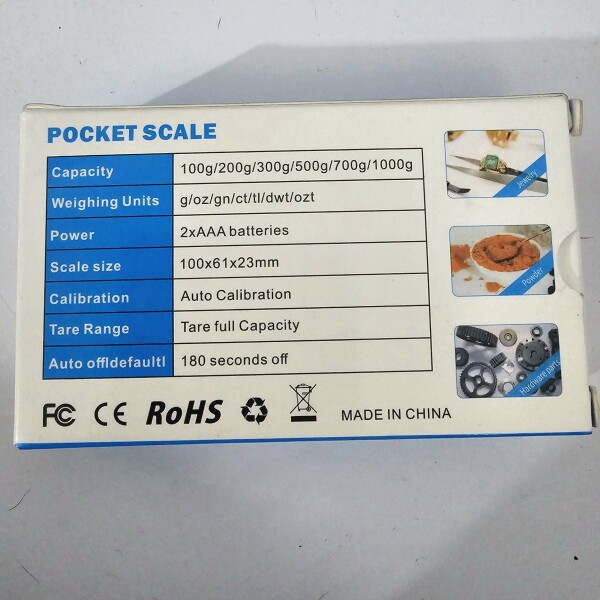 POCKET SCALE
Capacity 100g/200g/300g/500g/700g/1000g
Weighing Units g/oz/gn/ct/tl/dwt/ozt
Power 2xAAA batteries
Scale size 100x61x23mm
Calibration Auto Calibration
Tare Range Tare full Capacity
Auto offldefaultl 180 seconds off
FC CE RoHS MADE IN CHINA
Jewelry
Powder
Hardware parts